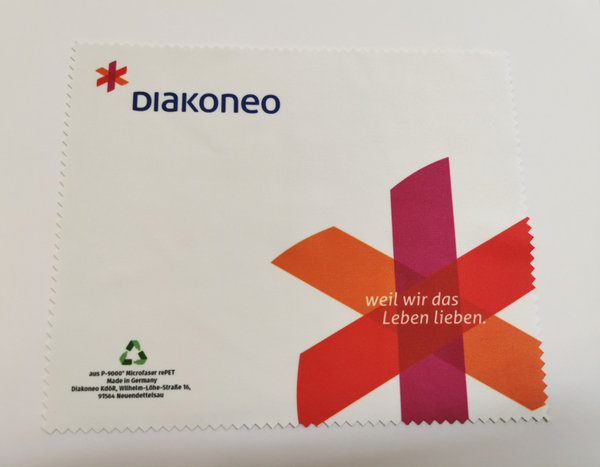 DIAKONEO
weil wir das
Leben lieben.
aus P-9000® Microfaser rePET
Made in Germany
Diakoneo KdöR, Wilhelm-Löhe-Straße 16,
91564 Neuendettelsau